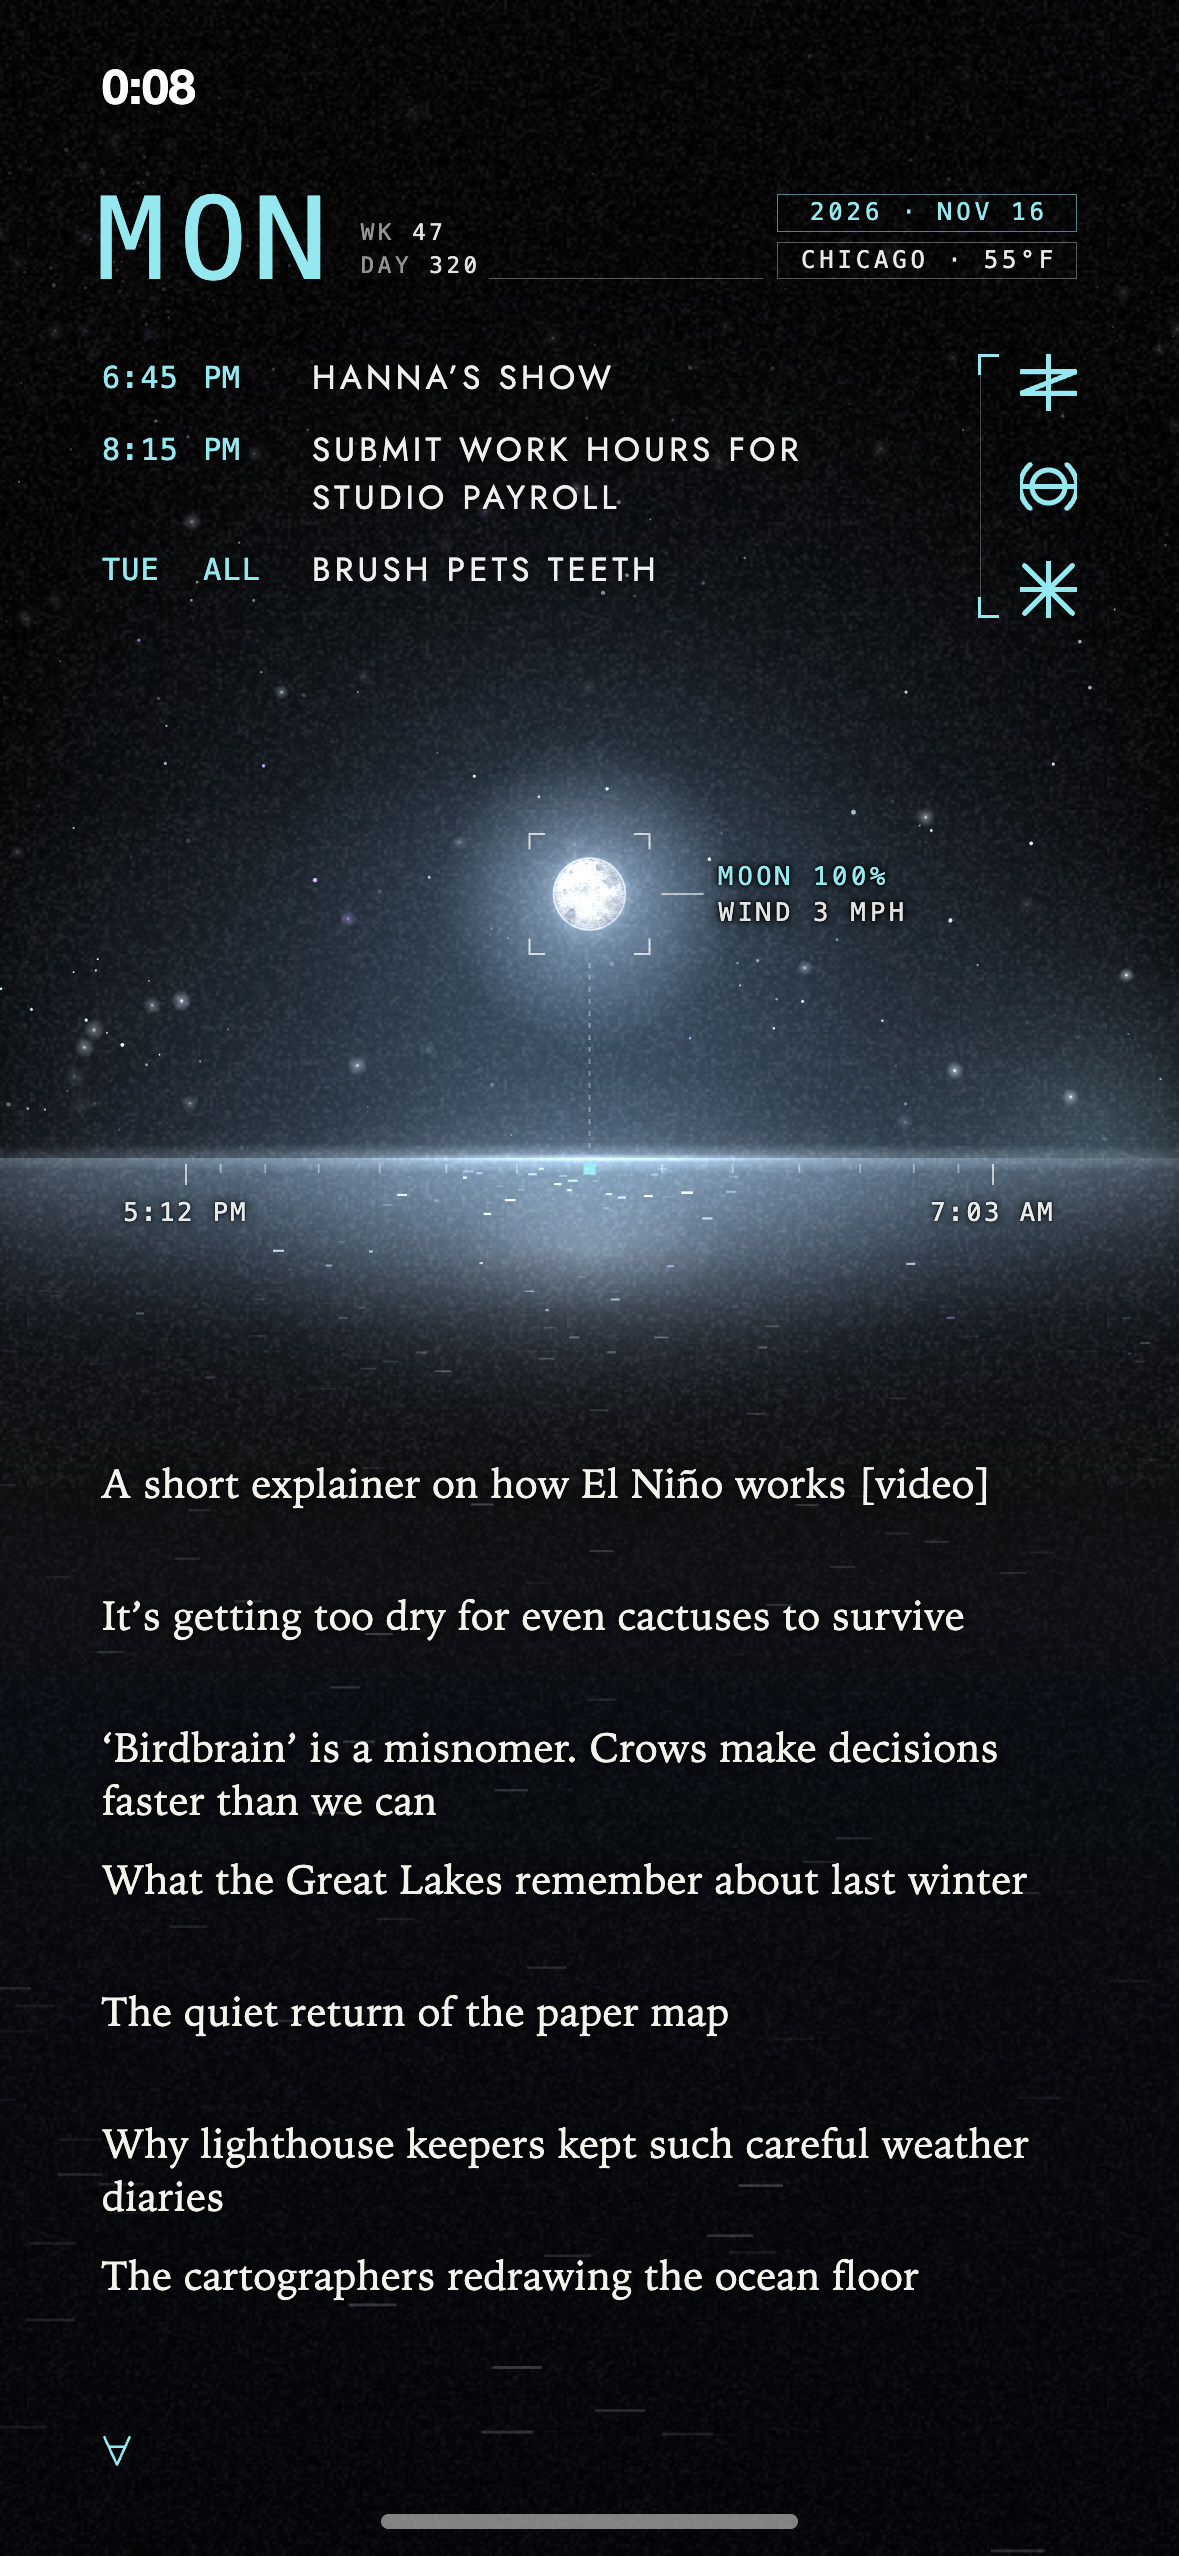 0:08
MON
WK 47
DAY 320
2026 · NOV 16
CHICAGO · 55°F
6:45 PM HANNA’S SHOW
8:15 PM SUBMIT WORK HOURS FOR
STUDIO PAYROLL
TUE ALL BRUSH PETS TEETH
MOON 100%
WIND 3 MPH
5:12 PM
7:03 AM
A short explainer on how El Niño works [video]
It’s getting too dry for even cactuses to survive
‘Birdbrain’ is a misnomer. Crows make decisions
faster than we can
What the Great Lakes remember about last winter
The quiet return of the paper map
Why lighthouse keepers kept such careful weather
diaries
The cartographers redrawing the ocean floor
∀